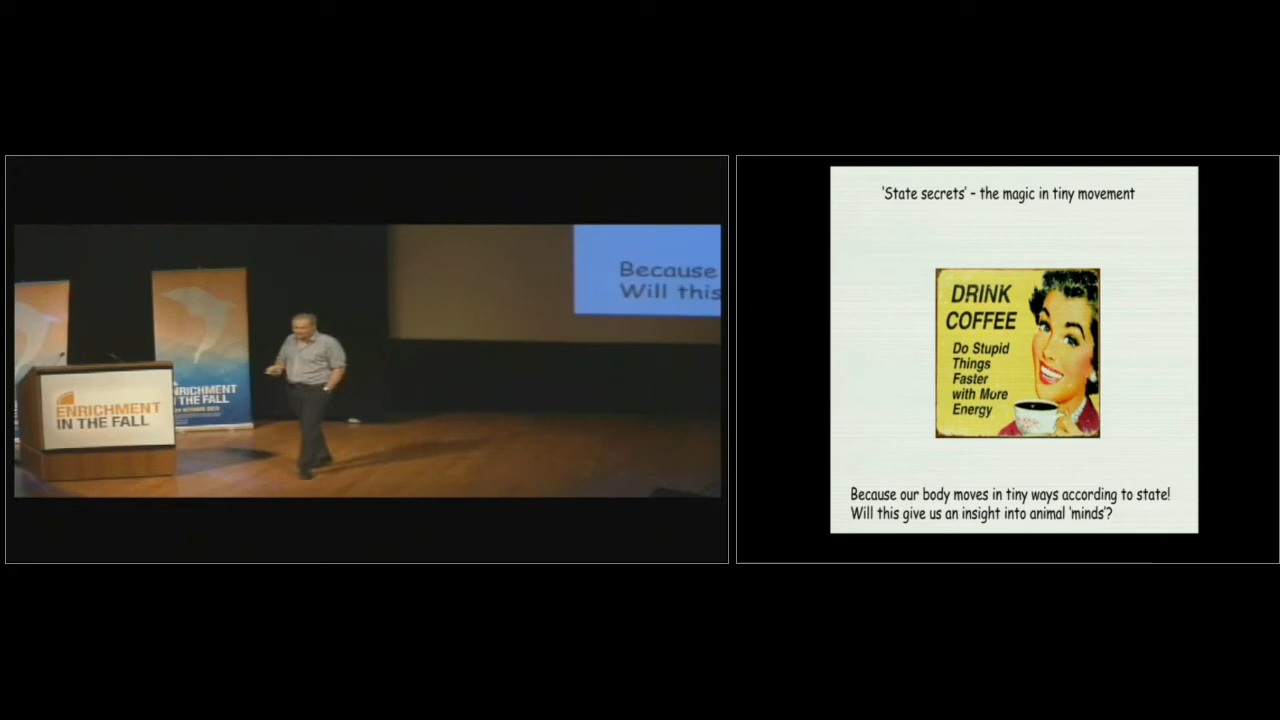 Because
Will this
ENRICHMENT
IN THE FALL
NRICHMENT
N THE FALL
'State secrets' - the magic in tiny movement
DRINK
COFFEE
Do Stupid
Things
Faster
with More
Energy
Because our body moves in tiny ways according to state!
Will this give us an insight into animal 'minds'?